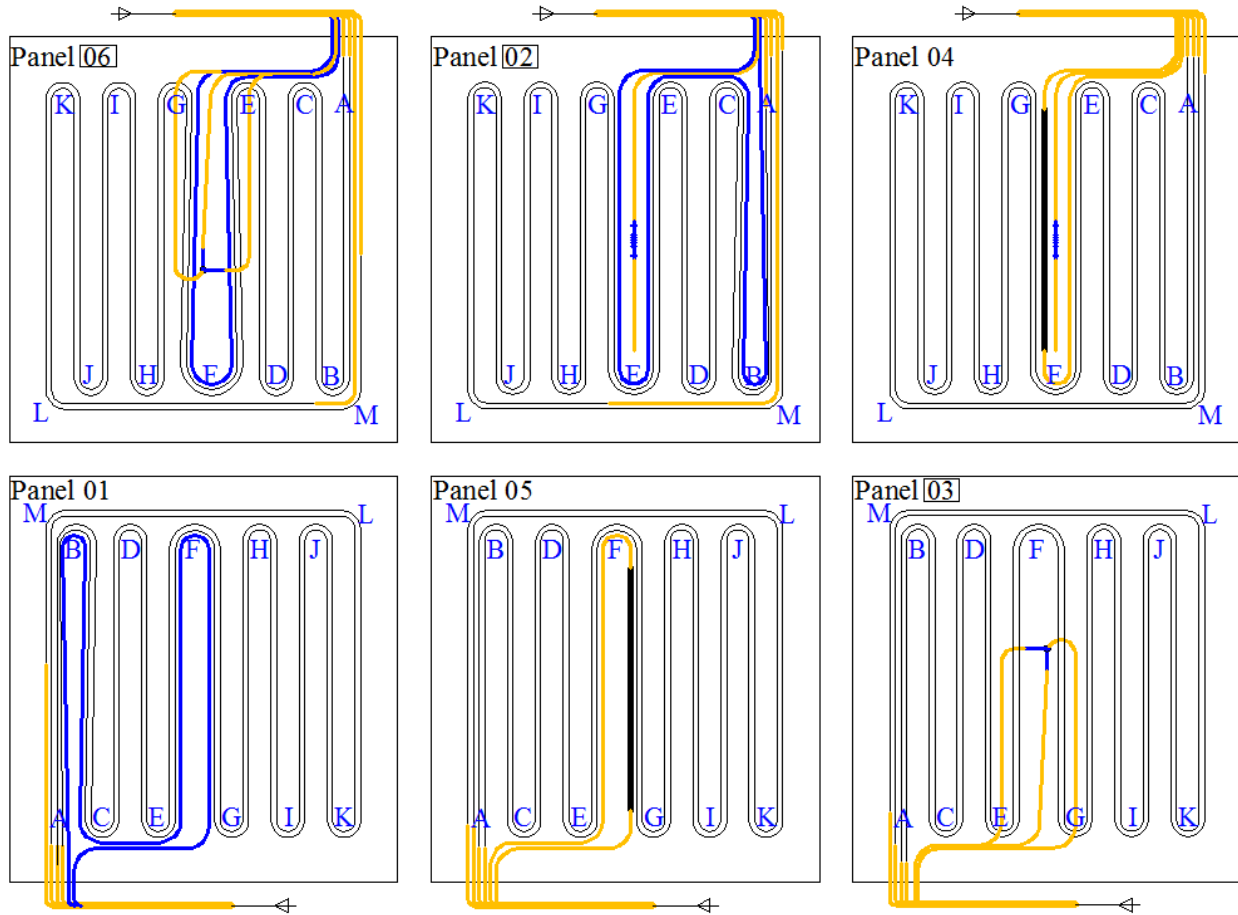 Panel 06
K I G E C A
J H F D B
L M
Panel 02
K I G E C A
J H F D B
L M
Panel 04
K I G E C A
J H F D B
L M
Panel 01
M L
B D F H J
A C E G I K
Panel 05
M L
B D F H J
A C E G I K
Panel 03
M L
B D F H J
A C E G I K